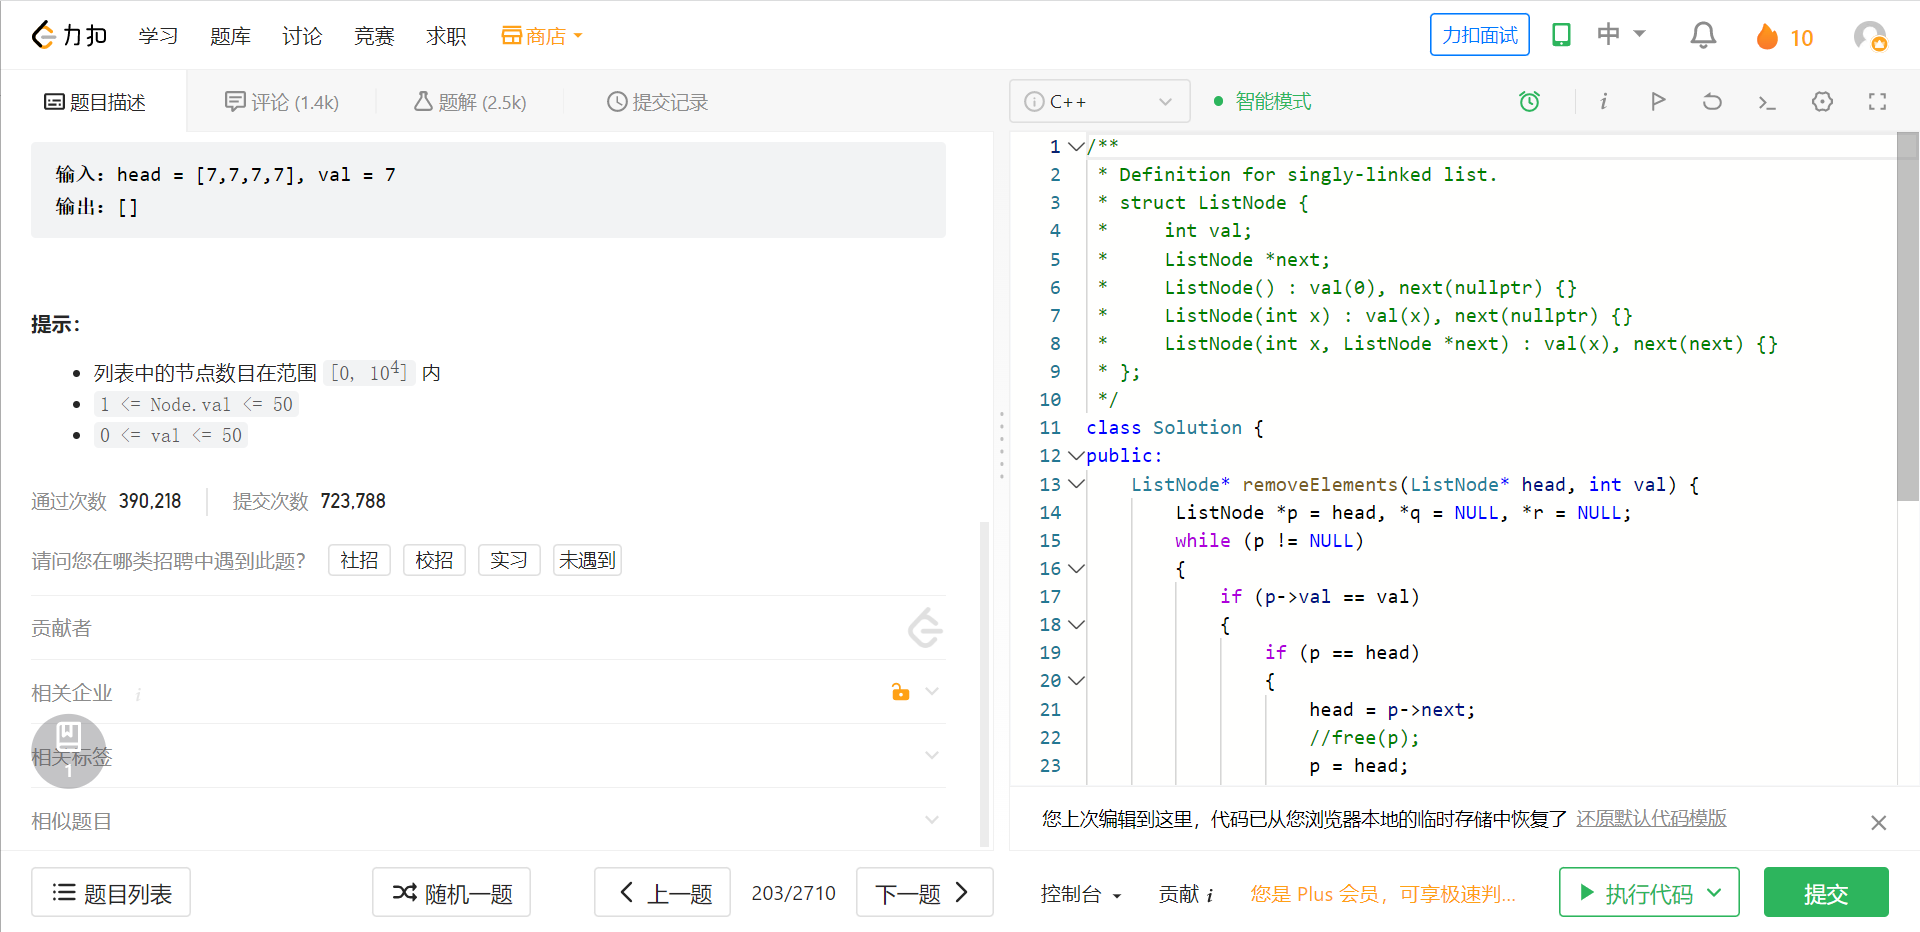 力扣 学习 题库 讨论 竞赛 求职 商店 力扣面试 中 10
题目描述 评论 (1.4k) 题解 (2.5k) 提交记录
输入：head = [7,7,7,7], val = 7
输出：[]
提示：
列表中的节点数目在范围 [0, 10⁴] 内
1 <= Node.val <= 50
0 <= val <= 50
通过次数 390,218 提交次数 723,788
请问您在哪类招聘中遇到此题？ 社招 校招 实习 未遇到
贡献者
相关企业 i
相关标签
1
相似题目
题目列表 随机一题 上一题 203/2710 下一题
C++ 智能模式 i
1 /**
2 * Definition for singly-linked list.
3 * struct ListNode {
4 *     int val;
5 *     ListNode *next;
6 *     ListNode() : val(0), next(nullptr) {}
7 *     ListNode(int x) : val(x), next(nullptr) {}
8 *     ListNode(int x, ListNode *next) : val(x), next(next) {}
9 * };
10 */
11 class Solution {
12 public:
13     ListNode* removeElements(ListNode* head, int val) {
14         ListNode *p = head, *q = NULL, *r = NULL;
15         while (p != NULL)
16         {
17             if (p->val == val)
18             {
19                 if (p == head)
20                 {
21                     head = p->next;
22                     //free(p);
23                     p = head;
您上次编辑到这里，代码已从您浏览器本地的临时存储中恢复了 还原默认代码模版
控制台 贡献 i 您是 Plus 会员，可享极速判... 执行代码 提交